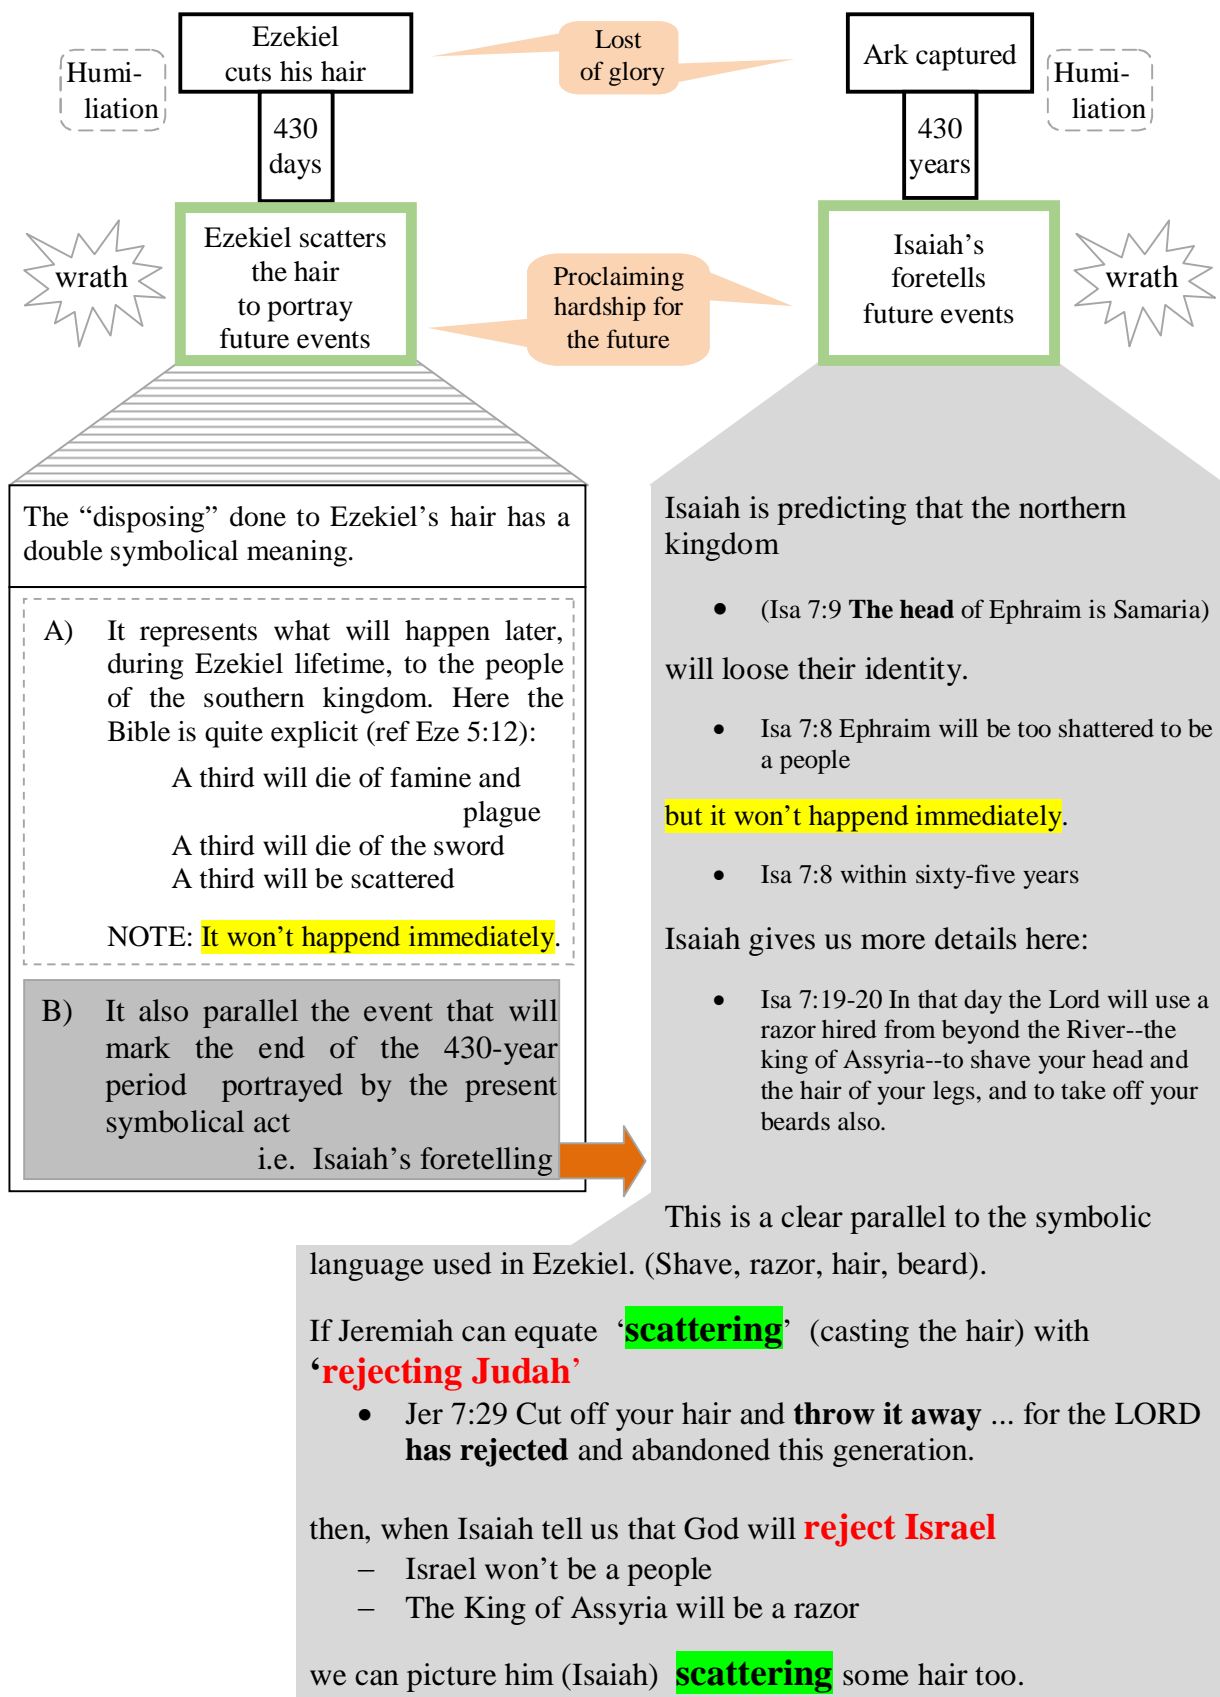 Ezekiel
cuts his hair
Lost
of glory
Ark captured
Humi-
liation
Humi-
liation
430
days
430
years
wrath
Ezekiel scatters
the hair
to portray
future events
Proclaiming
hardship for
the future
Isaiah's
foretells
future events
wrath
The “disposing” done to Ezekiel’s hair has a
double symbolical meaning.
A) It represents what will happen later,
during Ezekiel lifetime, to the people
of the southern kingdom. Here the
Bible is quite explicit (ref Eze 5:12):
A third will die of famine and
plague
A third will die of the sword
A third will be scattered
NOTE: It won’t happend immediately.
B) It also parallel the event that will
mark the end of the 430-year
period portrayed by the present
symbolical act
i.e. Isaiah’s foretelling
Isaiah is predicting that the northern
kingdom
• (Isa 7:9 The head of Ephraim is Samaria)
will loose their identity.
• Isa 7:8 Ephraim will be too shattered to be
a people
but it won’t happend immediately.
• Isa 7:8 within sixty-five years
Isaiah gives us more details here:
• Isa 7:19-20 In that day the Lord will use a
razor hired from beyond the River--the
king of Assyria--to shave your head and
the hair of your legs, and to take off your
beards also.
This is a clear parallel to the symbolic
language used in Ezekiel. (Shave, razor, hair, beard).
If Jeremiah can equate ‘scattering’ (casting the hair) with
‘rejecting Judah’
• Jer 7:29 Cut off your hair and throw it away ... for the LORD
has rejected and abandoned this generation.
then, when Isaiah tell us that God will reject Israel
– Israel won’t be a people
– The King of Assyria will be a razor
we can picture him (Isaiah) scattering some hair too.